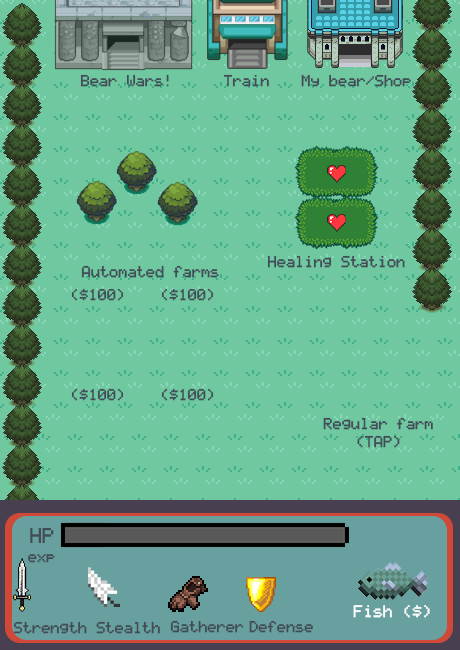 Bear Wars! Train My bear/Shop
Healing Station
Automated farms
($100) ($100)
($100) ($100)
Regular farm
(TAP)
HP
exp
Fish ($)
Strength Stealth Gatherer Defense